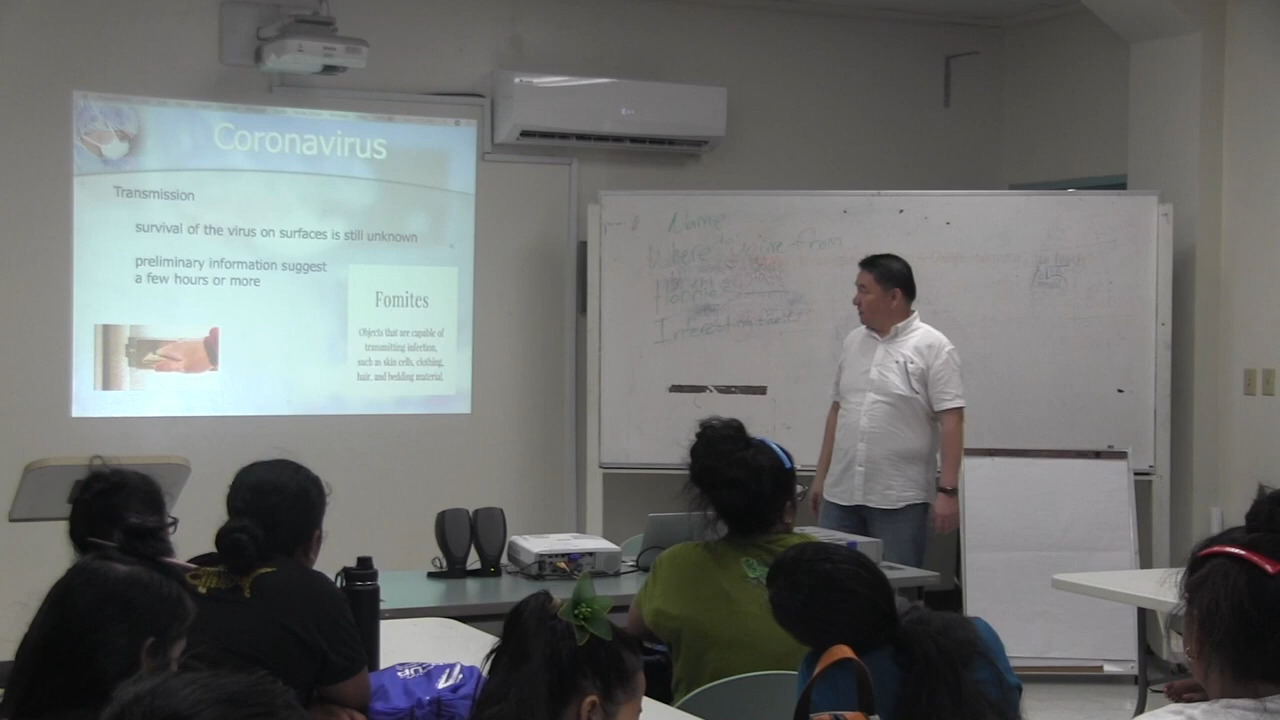 Coronavirus
Transmission
survival of the virus on surfaces is still unknown
preliminary information suggest
a few hours or more
Fomites
Objects that are capable of
transmitting infection,
such as skin cells, clothing,
hair, and bedding material.
Name
Where you're from
Interest